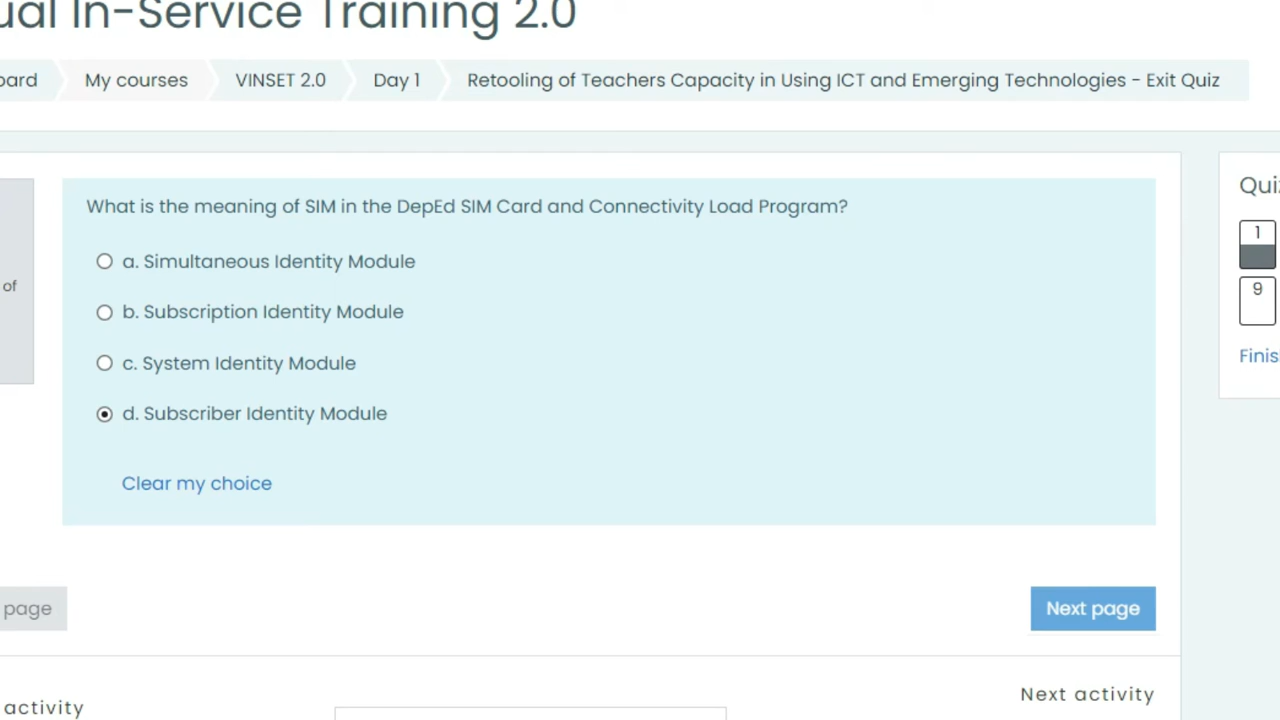 ual In-Service Training 2.0
oard My courses VINSET 2.0 Day 1 Retooling of Teachers Capacity in Using ICT and Emerging Technologies - Exit Quiz
What is the meaning of SIM in the DepEd SIM Card and Connectivity Load Program?
a. Simultaneous Identity Module
b. Subscription Identity Module
c. System Identity Module
d. Subscriber Identity Module
Clear my choice
of
Qui
1
9
Finis
page
Next page
activity
Next activity